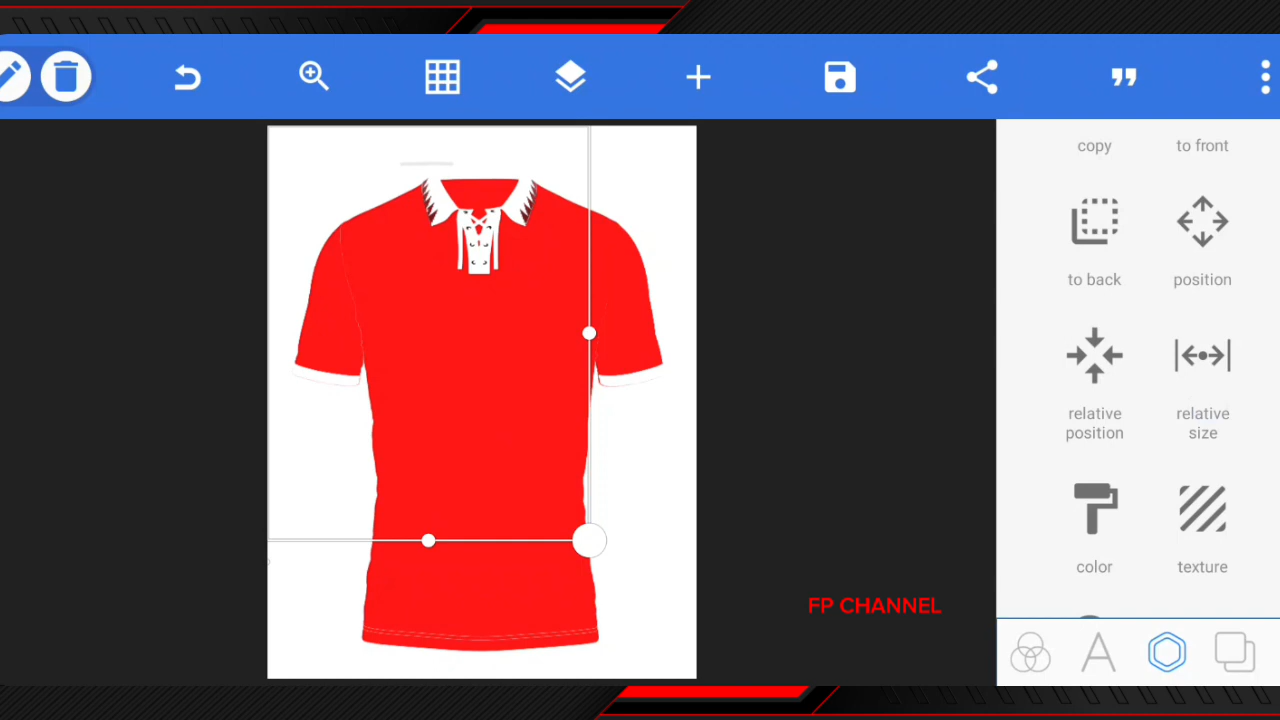 copy
to front
to back
position
relative
position
relative
size
color
texture
FP CHANNEL